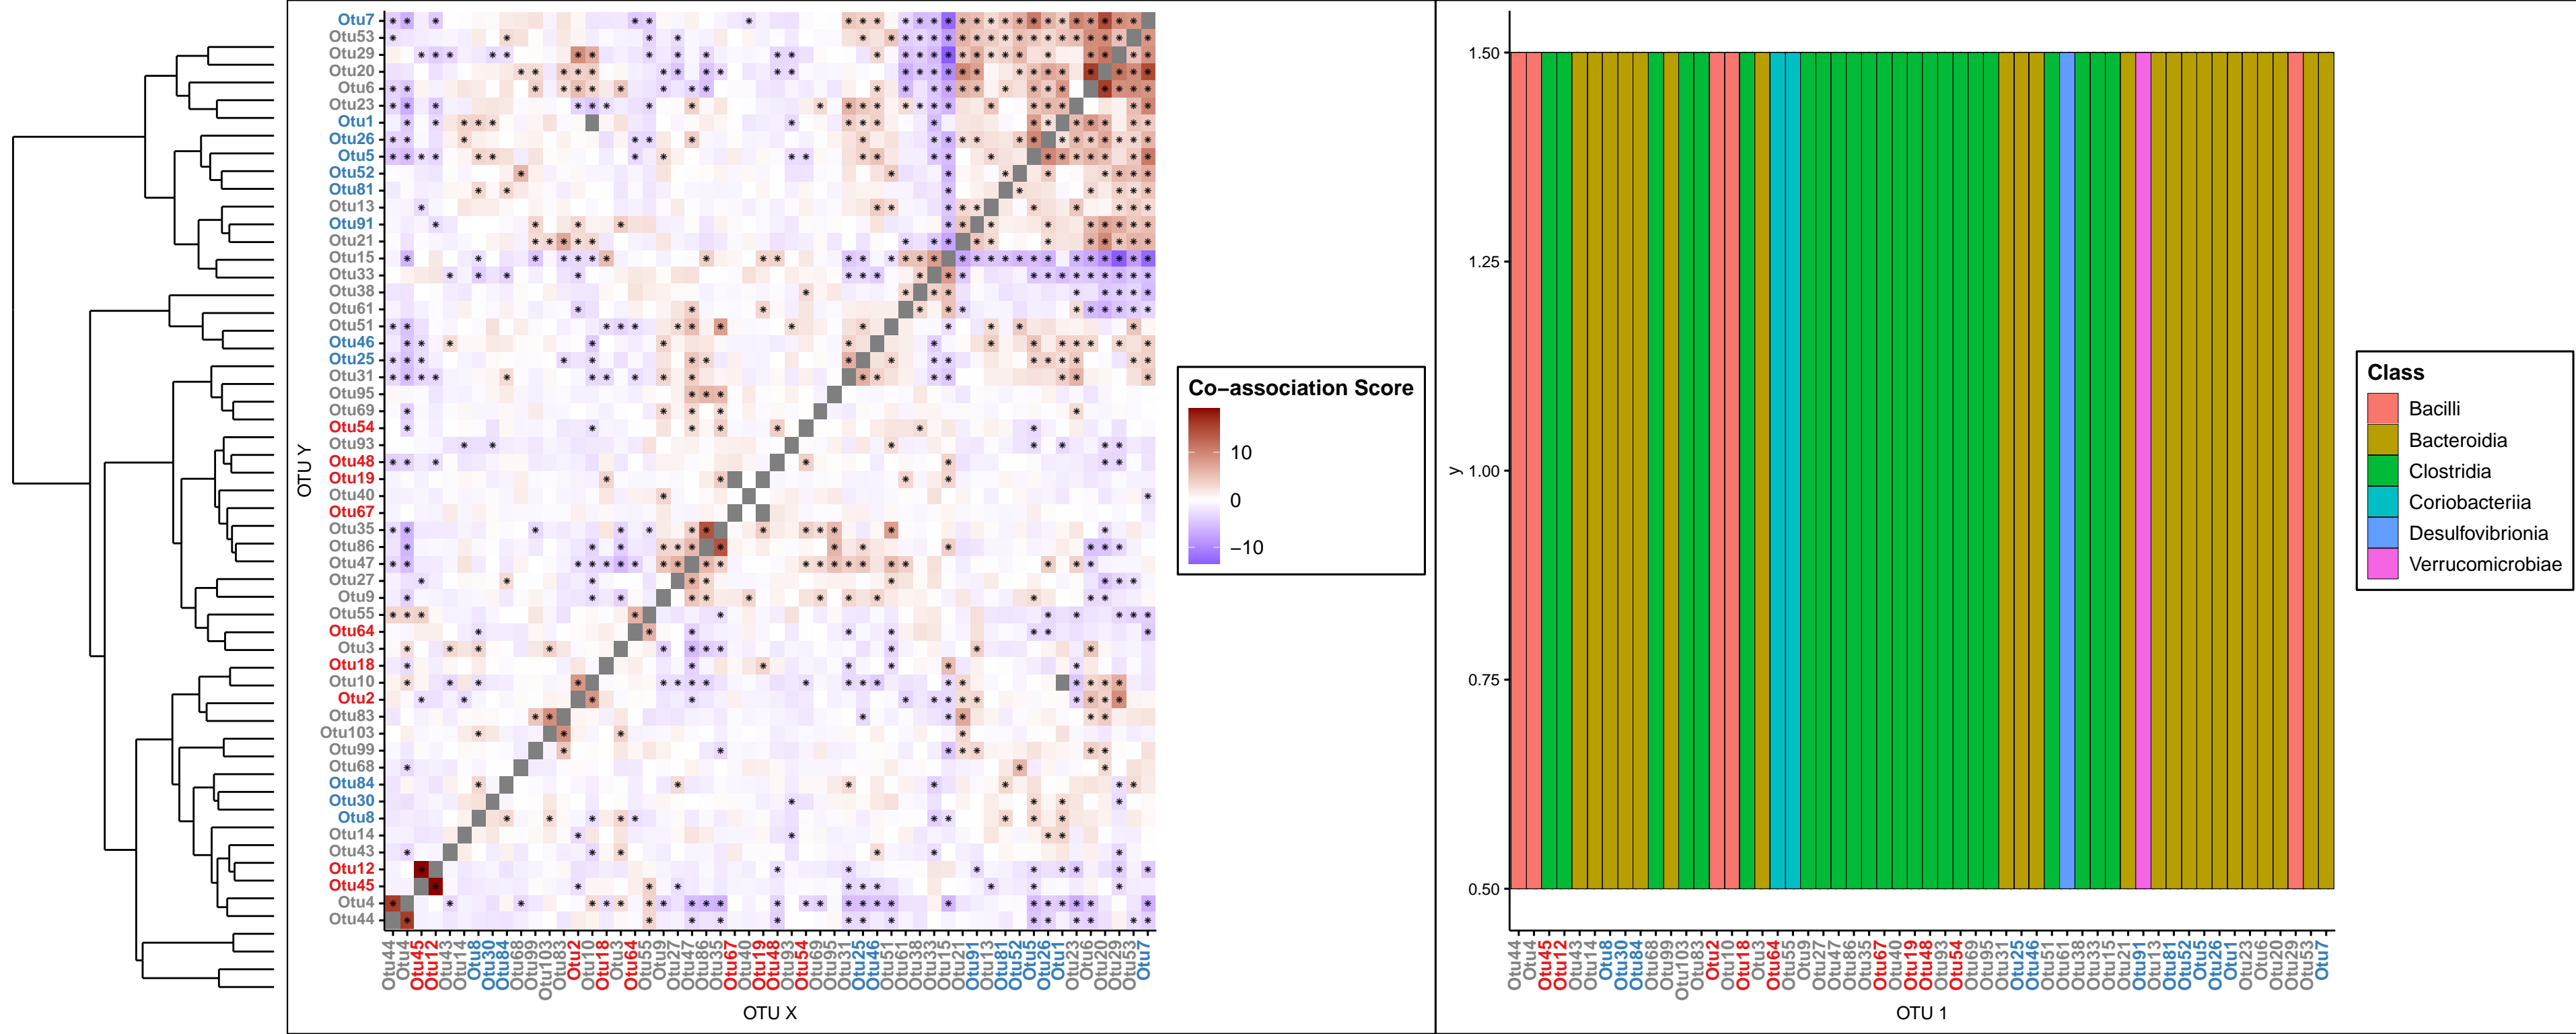 Otu7
Otu53
Otu29
Otu20
Otu6
Otu23
Otu1
Otu26
Otu5
Otu52
Otu81
Otu13
Otu91
Otu21
Otu15
Otu33
Otu38
Otu61
Otu51
Otu46
Otu25
Otu31
Otu95
Otu69
Otu54
Otu93
Otu48
Otu19
Otu40
Otu67
Otu35
Otu86
Otu47
Otu27
Otu9
Otu55
Otu64
Otu3
Otu18
Otu10
Otu2
Otu83
Otu103
Otu99
Otu68
Otu84
Otu30
Otu8
Otu14
Otu43
Otu12
Otu45
Otu4
Otu44
OTU Y
Otu44
Otu4
Otu45
Otu12
Otu43
Otu14
Otu8
Otu30
Otu84
Otu68
Otu99
Otu103
Otu83
Otu2
Otu10
Otu18
Otu3
Otu64
Otu55
Otu9
Otu27
Otu47
Otu86
Otu35
Otu67
Otu40
Otu19
Otu48
Otu93
Otu54
Otu69
Otu95
Otu31
Otu25
Otu46
Otu51
Otu61
Otu38
Otu33
Otu15
Otu21
Otu91
Otu13
Otu81
Otu52
Otu5
Otu26
Otu1
Otu23
Otu6
Otu20
Otu29
Otu53
Otu7
OTU X
Co−association Score
10
0
−10
y
1.50
1.25
1.00
0.75
0.50
Otu44
Otu4
Otu45
Otu12
Otu43
Otu14
Otu8
Otu30
Otu84
Otu68
Otu99
Otu103
Otu83
Otu2
Otu10
Otu18
Otu3
Otu64
Otu55
Otu9
Otu27
Otu47
Otu86
Otu35
Otu67
Otu40
Otu19
Otu48
Otu93
Otu54
Otu69
Otu95
Otu31
Otu25
Otu46
Otu51
Otu61
Otu38
Otu33
Otu15
Otu21
Otu91
Otu13
Otu81
Otu52
Otu5
Otu26
Otu1
Otu23
Otu6
Otu20
Otu29
Otu53
Otu7
OTU 1
Class
Bacilli
Bacteroidia
Clostridia
Coriobacteriia
Desulfovibrionia
Verrucomicrobiae